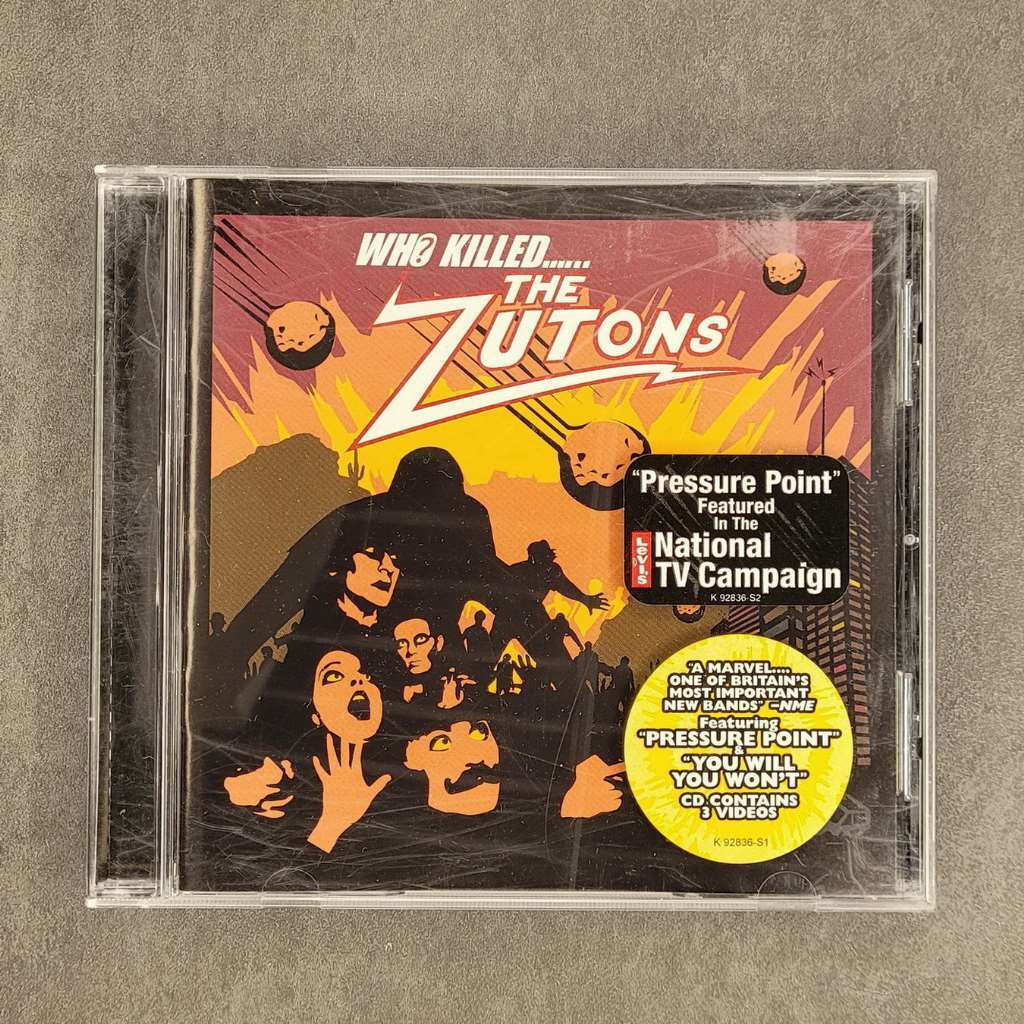 WHO? KILLED......
THE
ZUTONS
"Pressure Point"
Featured
In The
Levi's
National
TV Campaign
K 92836-S2
"A MARVEL....
ONE OF BRITAIN'S
MOST IMPORTANT
NEW BANDS" –NME
Featuring
"PRESSURE POINT"
&
"YOU WILL
YOU WON'T"
CD CONTAINS
3 VIDEOS
K 92836-S1